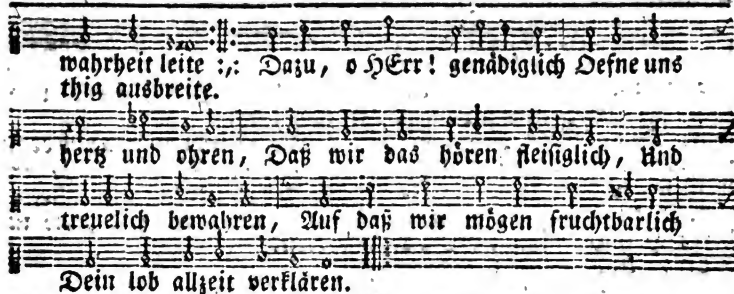 wahrheit leite :,: Dazu, o HErr! genädiglich Oefne uns
thig ausbreite.
hertz und ohren, Daß wir das hören fleißiglich, Und
treuelich bewahren, Auf daß wir mögen fruchtbarlich
Dein lob allzeit verklären.